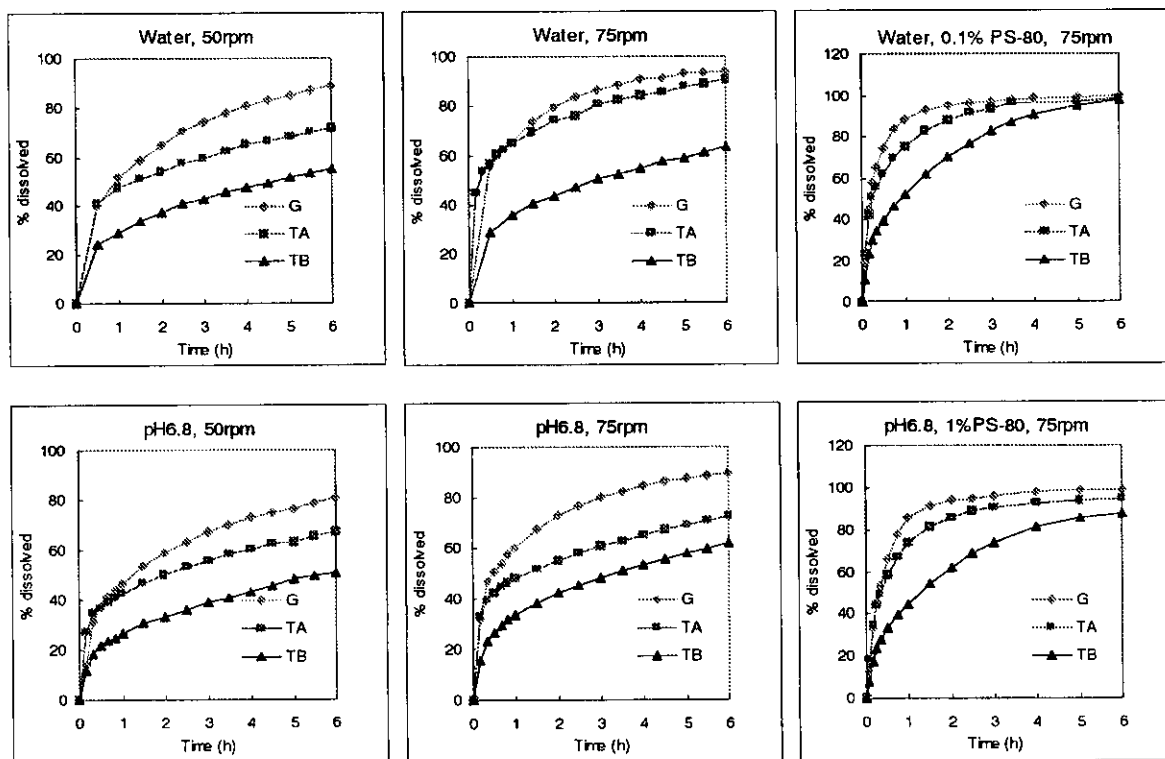 Water, 50rpm
100
80
60
40
20
0
% dissolved
G
TA
TB
0 1 2 3 4 5 6
Time (h)
Water, 75rpm
100
80
60
40
20
0
% dissolved
G
TA
TB
0 1 2 3 4 5 6
Time (h)
Water, 0.1% PS-80, 75rpm
120
100
80
60
40
20
0
% dissolved
G
TA
TB
0 1 2 3 4 5 6
Time (h)
pH6.8, 50rpm
100
80
60
40
20
0
% dissolved
G
TA
TB
0 1 2 3 4 5 6
Time (h)
pH6.8, 75rpm
100
80
60
40
20
0
% dissolved
G
TA
TB
0 1 2 3 4 5 6
Time (h)
pH6.8, 1%PS-80, 75rpm
120
100
80
60
40
20
0
% dissolved
G
TA
TB
0 1 2 3 4 5 6
Time (h)